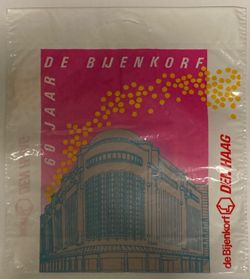 DE BIJENKORF
60 JAAR
de Bijenkorf
DEN HAAG